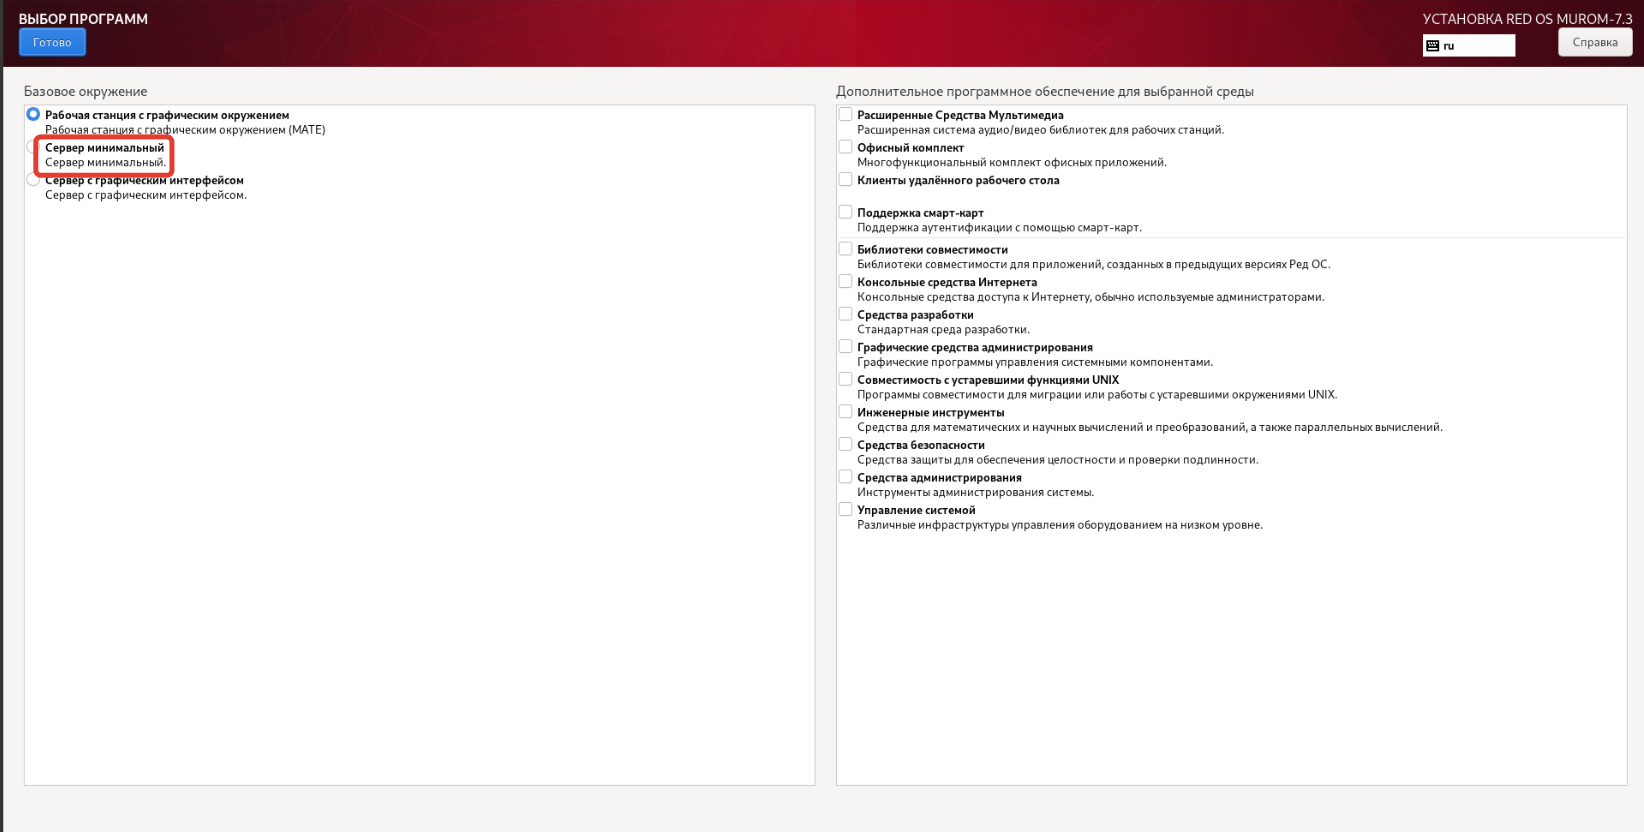 ВЫБОР ПРОГРАММ
Готово
УСТАНОВКА RED OS MUROM-7.3
ru
Справка
Базовое окружение
Рабочая станция с графическим окружением
Рабочая станция с графическим окружением (MATE)
Сервер минимальный
Сервер минимальный.
Сервер с графическим интерфейсом
Сервер с графическим интерфейсом.
Дополнительное программное обеспечение для выбранной среды
Расширенные Средства Мультимедиа
Расширенная система аудио/видео библиотек для рабочих станций.
Офисный комплект
Многофункциональный комплект офисных приложений.
Клиенты удалённого рабочего стола
Поддержка смарт-карт
Поддержка аутентификации с помощью смарт-карт.
Библиотеки совместимости
Библиотеки совместимости для приложений, созданных в предыдущих версиях Ред ОС.
Консольные средства Интернета
Консольные средства доступа к Интернету, обычно используемые администраторами.
Средства разработки
Стандартная среда разработки.
Графические средства администрирования
Графические программы управления системными компонентами.
Совместимость с устаревшими функциями UNIX
Программы совместимости для миграции или работы с устаревшими окружениями UNIX.
Инженерные инструменты
Средства для математических и научных вычислений и преобразований, а также параллельных вычислений.
Средства безопасности
Средства защиты для обеспечения целостности и проверки подлинности.
Средства администрирования
Инструменты администрирования системы.
Управление системой
Различные инфраструктуры управления оборудованием на низком уровне.